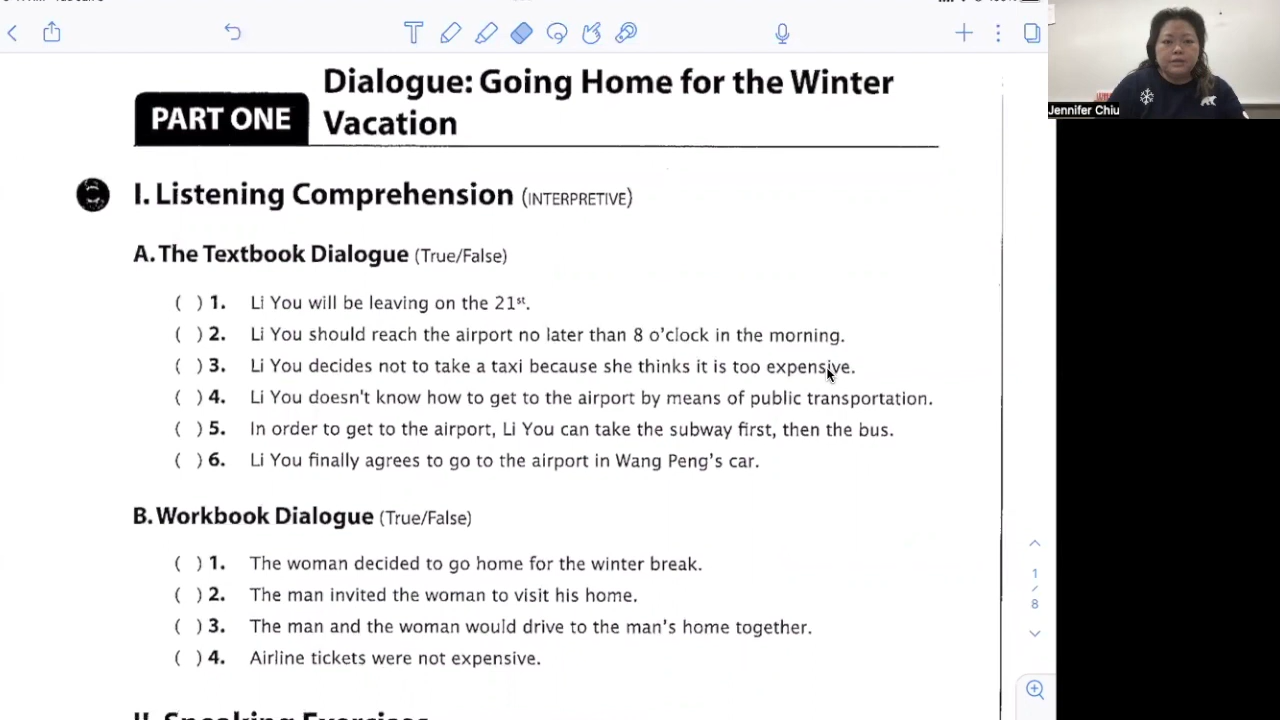 Dialogue: Going Home for the Winter
PART ONE
Vacation
I. Listening Comprehension (INTERPRETIVE)
A. The Textbook Dialogue (True/False)
( ) 1. Li You will be leaving on the 21st.
( ) 2. Li You should reach the airport no later than 8 o'clock in the morning.
( ) 3. Li You decides not to take a taxi because she thinks it is too expensive.
( ) 4. Li You doesn't know how to get to the airport by means of public transportation.
( ) 5. In order to get to the airport, Li You can take the subway first, then the bus.
( ) 6. Li You finally agrees to go to the airport in Wang Peng's car.
B. Workbook Dialogue (True/False)
( ) 1. The woman decided to go home for the winter break.
( ) 2. The man invited the woman to visit his home.
( ) 3. The man and the woman would drive to the man's home together.
( ) 4. Airline tickets were not expensive.
II. Speaking Exercises
Jennifer Chiu
1
/
8